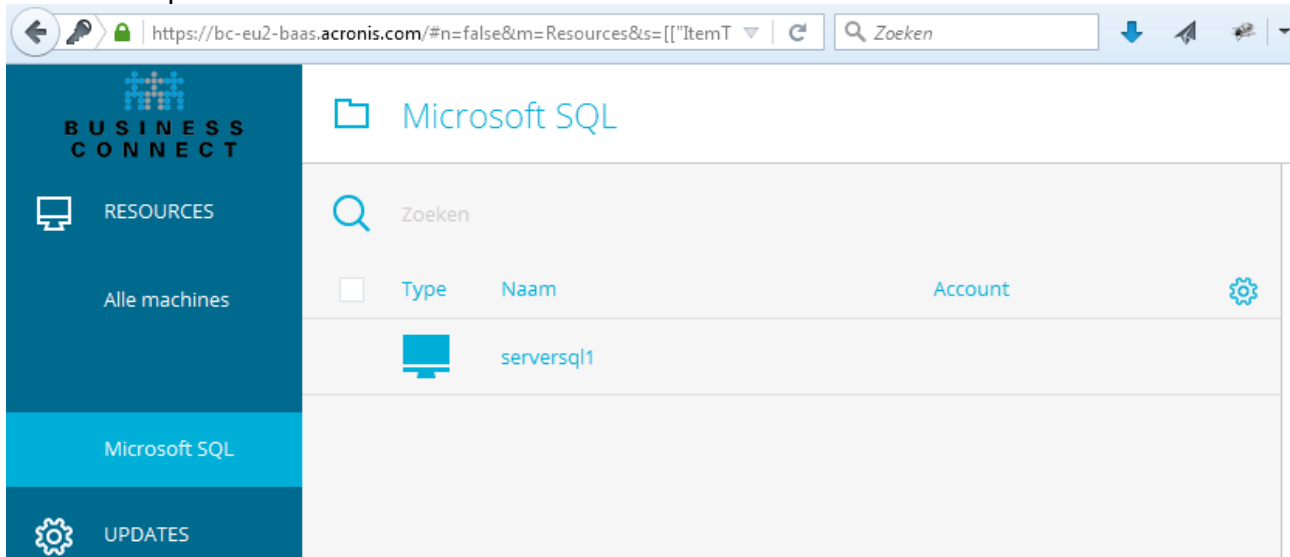 https://bc-eu2-baas.acronis.com/#n=false&m=Resources&s=[["ItemT
Zoeken
BUSINESS
CONNECT
Microsoft SQL
RESOURCES
Zoeken
Alle machines
Type Naam Account
serversql1
Microsoft SQL
UPDATES